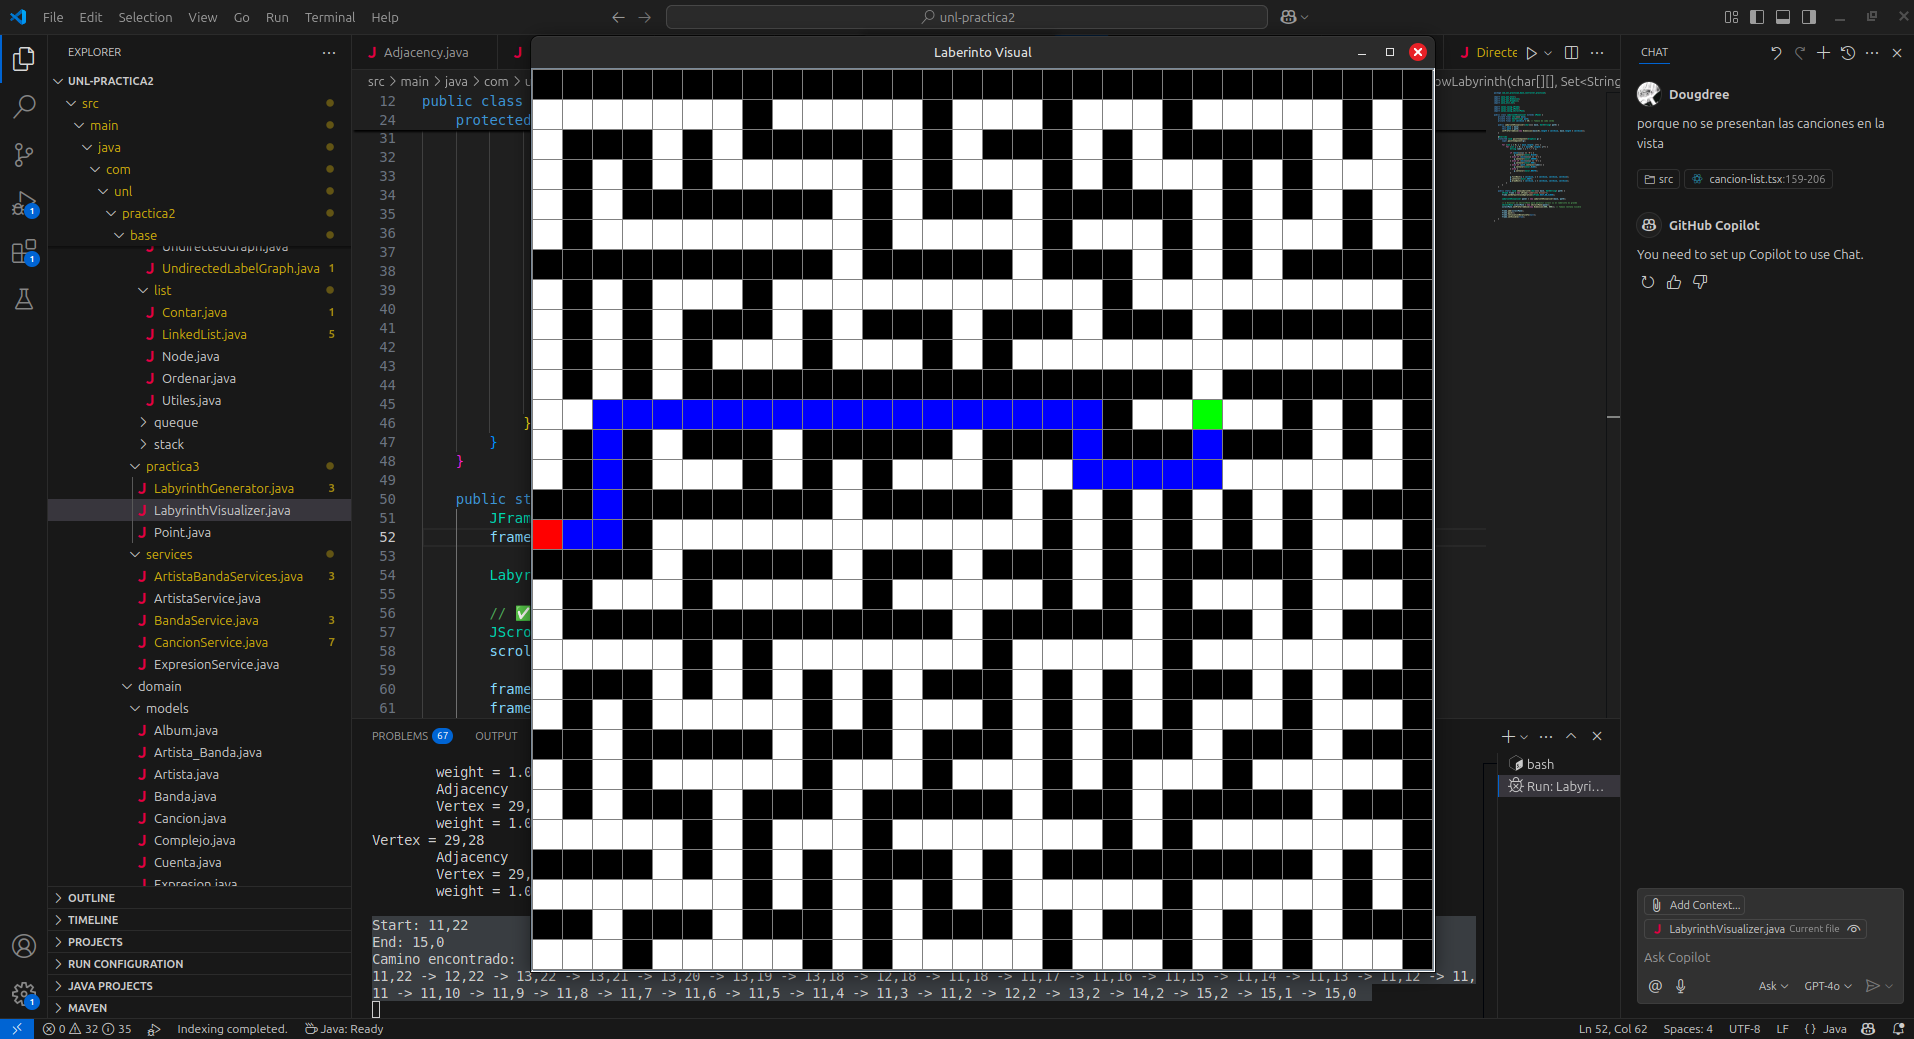 File Edit Selection View Go Run Terminal Help
unl-practica2
EXPLORER
UNL-PRACTICA2
src
main
java
com
unl
practica2
base
UndirectedGraph.java
UndirectedLabelGraph.java 1
list
Contar.java 1
LinkedList.java 5
Node.java
Ordenar.java
Utiles.java
queque
stack
practica3
LabyrinthGenerator.java 3
LabyrinthVisualizer.java
Point.java
services
ArtistaBandaServices.java 3
ArtistaService.java
BandaService.java 3
CancionService.java 7
ExpresionService.java
domain
models
Album.java
Artista_Banda.java
Artista.java
Banda.java
Cancion.java
Complejo.java
Cuenta.java
Expresion.java
OUTLINE
TIMELINE
PROJECTS
RUN CONFIGURATION
JAVA PROJECTS
MAVEN
1
1
1
Adjacency.java
Directe
src > main > java > com > u
owLabyrinth(char[][], Set<String
12 public class
24 protected
31
32
33
34
35
36
37
38
39
40
41
42
43
44
45
46 }
47 }
48 }
49
50 public st
51 JFram
52 frame
53
54 Labyr
55
56 // ✅
57 JScro
58 scrol
59
60 frame
61 frame
Laberinto Visual
PROBLEMS 67 OUTPUT
weight = 1.0
Adjacency
Vertex = 29,
weight = 1.0
Vertex = 29,28
Adjacency
Vertex = 29,
weight = 1.0
Start: 11,22
End: 15,0
Camino encontrado:
11,22 -> 12,22 -> 13,22 -> 13,21 -> 13,20 -> 13,19 -> 13,18 -> 12,18 -> 11,18 -> 11,17 -> 11,16 -> 11,15 -> 11,14 -> 11,13 -> 11,12 -> 11,
11 -> 11,10 -> 11,9 -> 11,8 -> 11,7 -> 11,6 -> 11,5 -> 11,4 -> 11,3 -> 11,2 -> 12,2 -> 13,2 -> 14,2 -> 15,2 -> 15,1 -> 15,0
bash
Run: Labyri...
CHAT
Dougdree
porque no se presentan las canciones en la
vista
src cancion-list.tsx:159-206
GitHub Copilot
You need to set up Copilot to use Chat.
Add Context...
LabyrinthVisualizer.java Current file
Ask Copilot
Ask GPT-4o
0 32 35 Indexing completed. Java: Ready
Ln 52, Col 62 Spaces: 4 UTF-8 LF {} Java